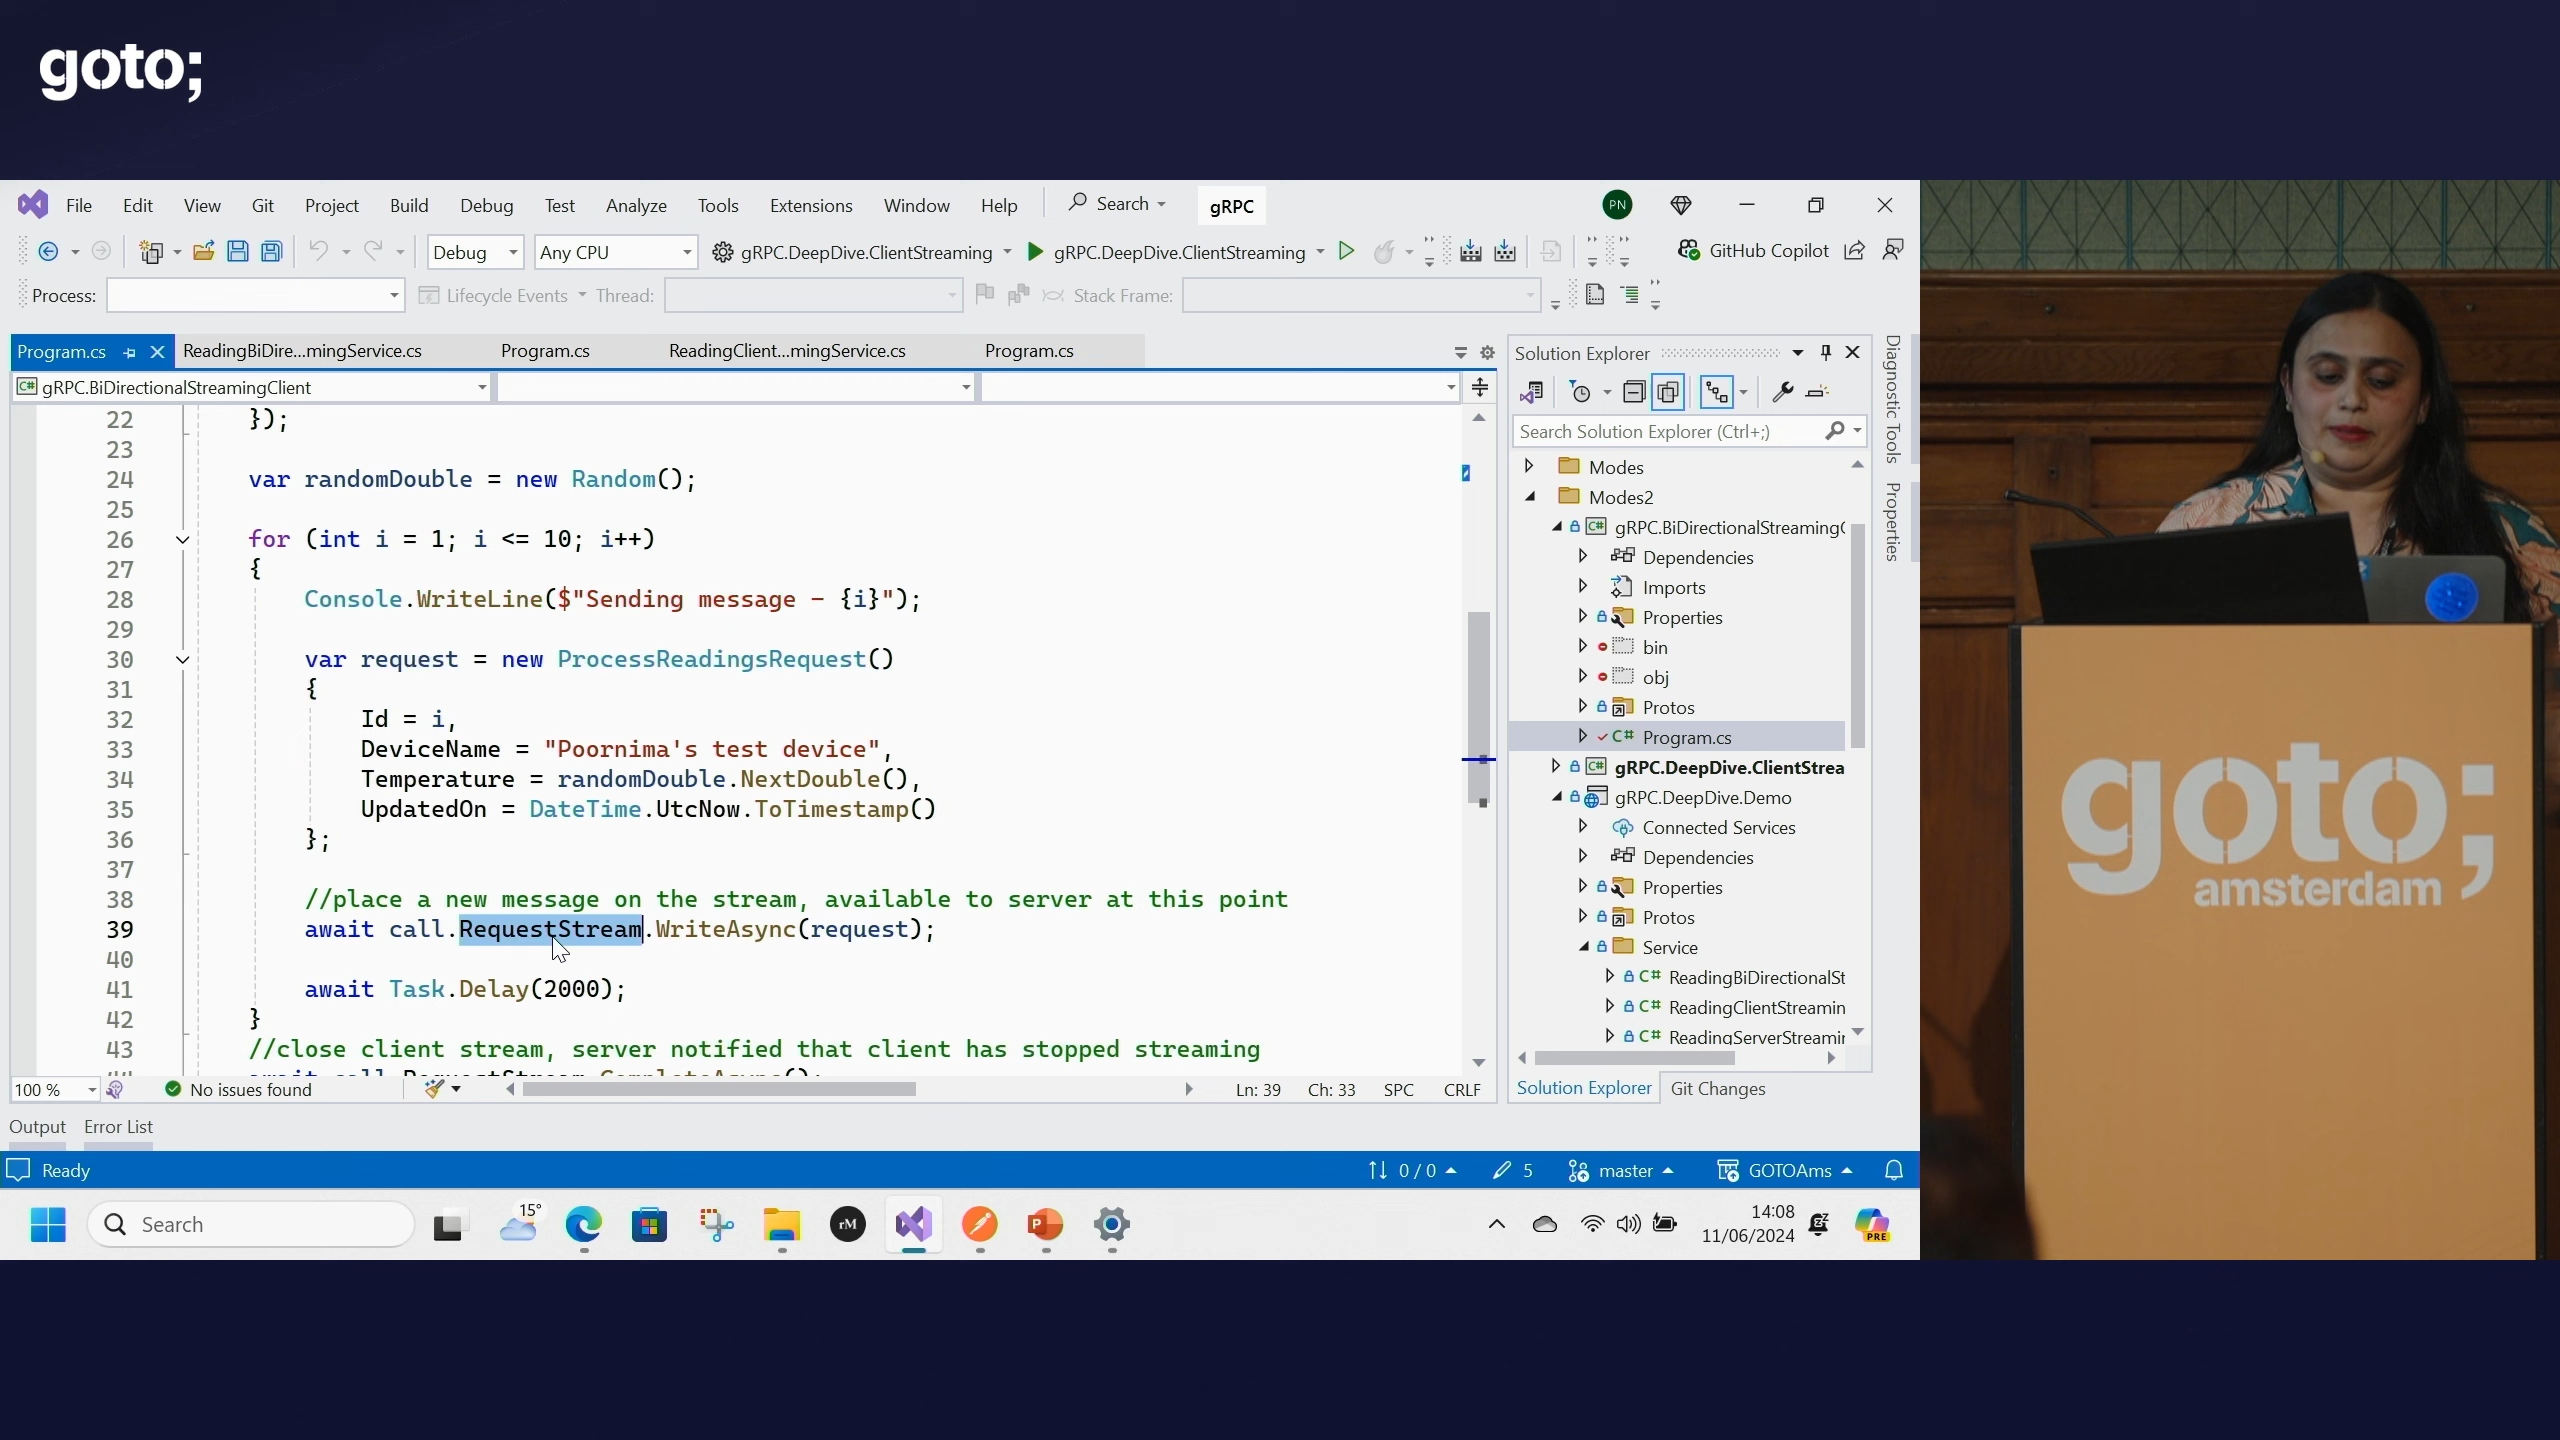 goto;
File Edit View Git Project Build Debug Test Analyze Tools Extensions Window Help Search gRPC PN
Debug Any CPU gRPC.DeepDive.ClientStreaming gRPC.DeepDive.ClientStreaming GitHub Copilot
Process: Lifecycle Events Thread: Stack Frame:
Program.cs ReadingBiDire...mingService.cs Program.cs ReadingClient...mingService.cs Program.cs
gRPC.BiDirectionalStreamingClient
22 });
23
24 var randomDouble = new Random();
25
26 for (int i = 1; i <= 10; i++)
27 {
28 Console.WriteLine($"Sending message - {i}");
29
30 var request = new ProcessReadingsRequest()
31 {
32 Id = i,
33 DeviceName = "Poornima's test device",
34 Temperature = randomDouble.NextDouble(),
35 UpdatedOn = DateTime.UtcNow.ToTimestamp()
36 };
37
38 //place a new message on the stream, available to server at this point
39 await call.RequestStream.WriteAsync(request);
40
41 await Task.Delay(2000);
42 }
43 //close client stream, server notified that client has stopped streaming
100 % No issues found Ln: 39 Ch: 33 SPC CRLF
Solution Explorer
Search Solution Explorer (Ctrl+;)
Modes
Modes2
gRPC.BiDirectionalStreaming
Dependencies
Imports
Properties
bin
obj
Protos
Program.cs
gRPC.DeepDive.ClientStrea
gRPC.DeepDive.Demo
Connected Services
Dependencies
Properties
Protos
Service
ReadingBiDirectionalSt
ReadingClientStreamin
ReadingServerStreamir
Solution Explorer Git Changes
Diagnostic Tools
Properties
Output Error List
Ready 0 / 0 5 master GOTOAms
Search 15° rM P 14:08
11/06/2024 PRE
goto;
amsterdam